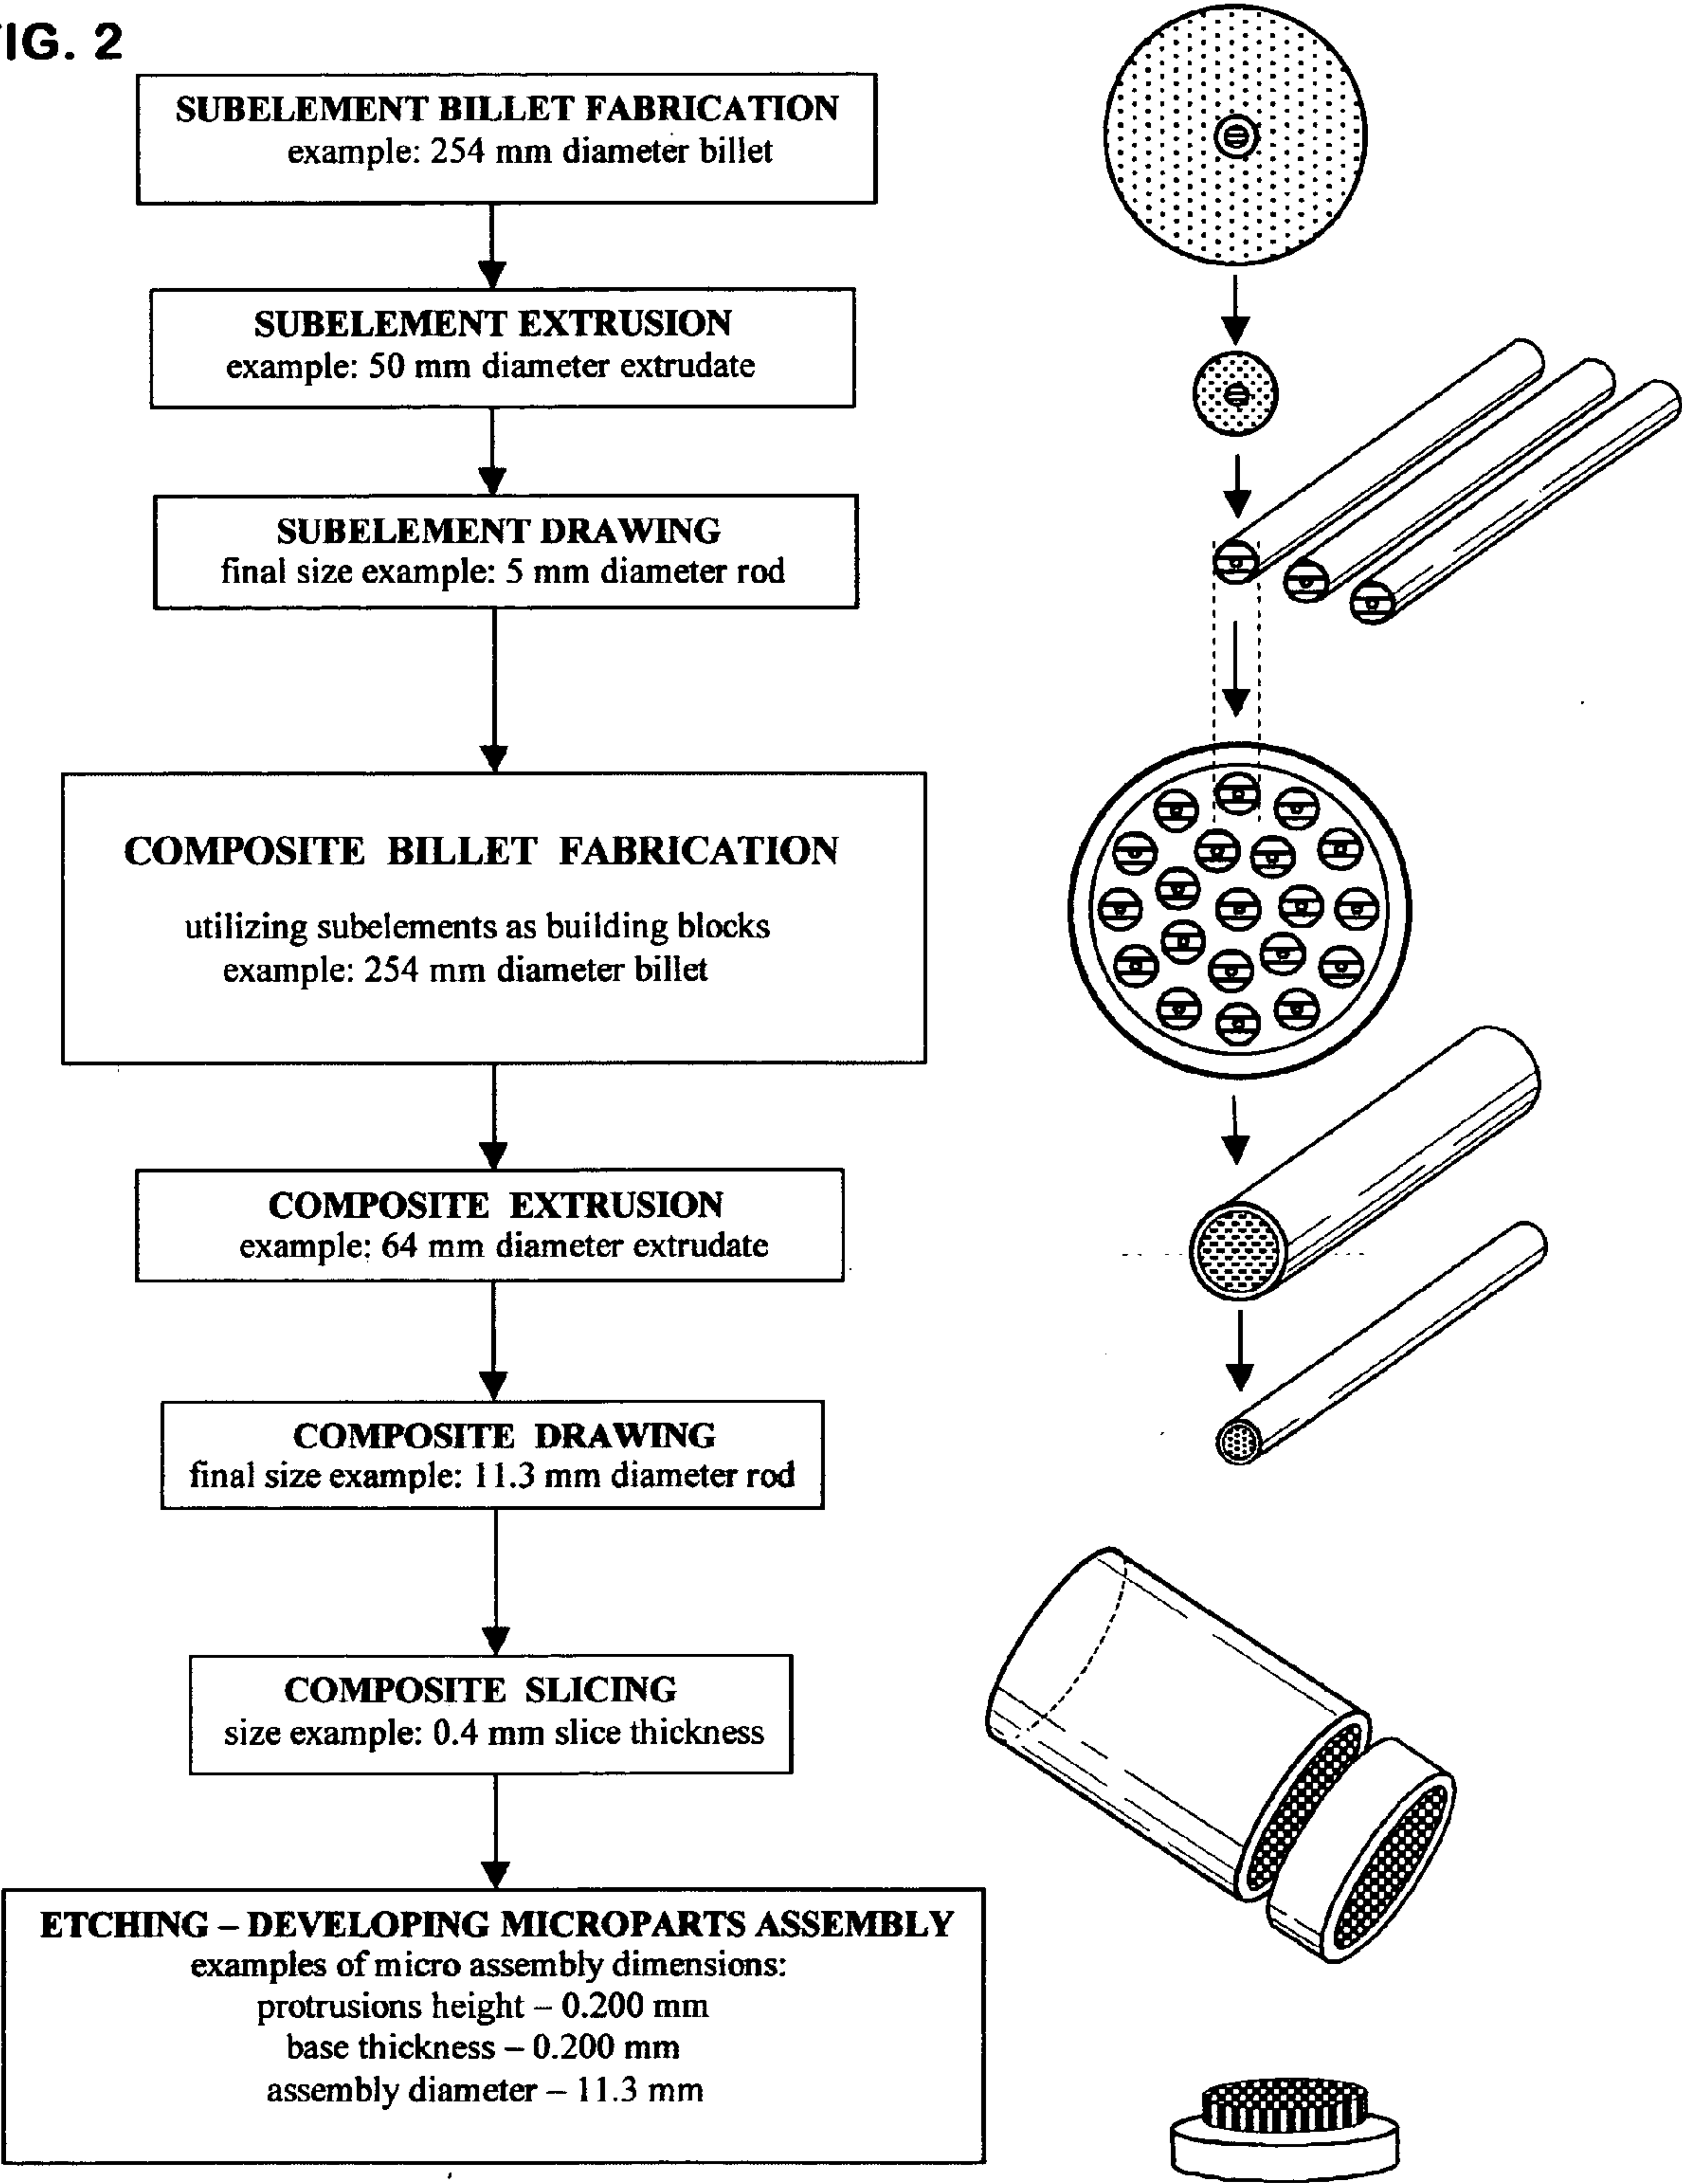 FIG. 2
SUBELEMENT BILLET FABRICATION
example: 254 mm diameter billet
SUBELEMENT EXTRUSION
example: 50 mm diameter extrudate
SUBELEMENT DRAWING
final size example: 5 mm diameter rod
COMPOSITE BILLET FABRICATION
utilizing subelements as building blocks
example: 254 mm diameter billet
COMPOSITE EXTRUSION
example: 64 mm diameter extrudate
COMPOSITE DRAWING
final size example: 11.3 mm diameter rod
COMPOSITE SLICING
size example: 0.4 mm slice thickness
ETCHING – DEVELOPING MICROPARTS ASSEMBLY
examples of micro assembly dimensions:
protrusions height – 0.200 mm
base thickness – 0.200 mm
assembly diameter – 11.3 mm